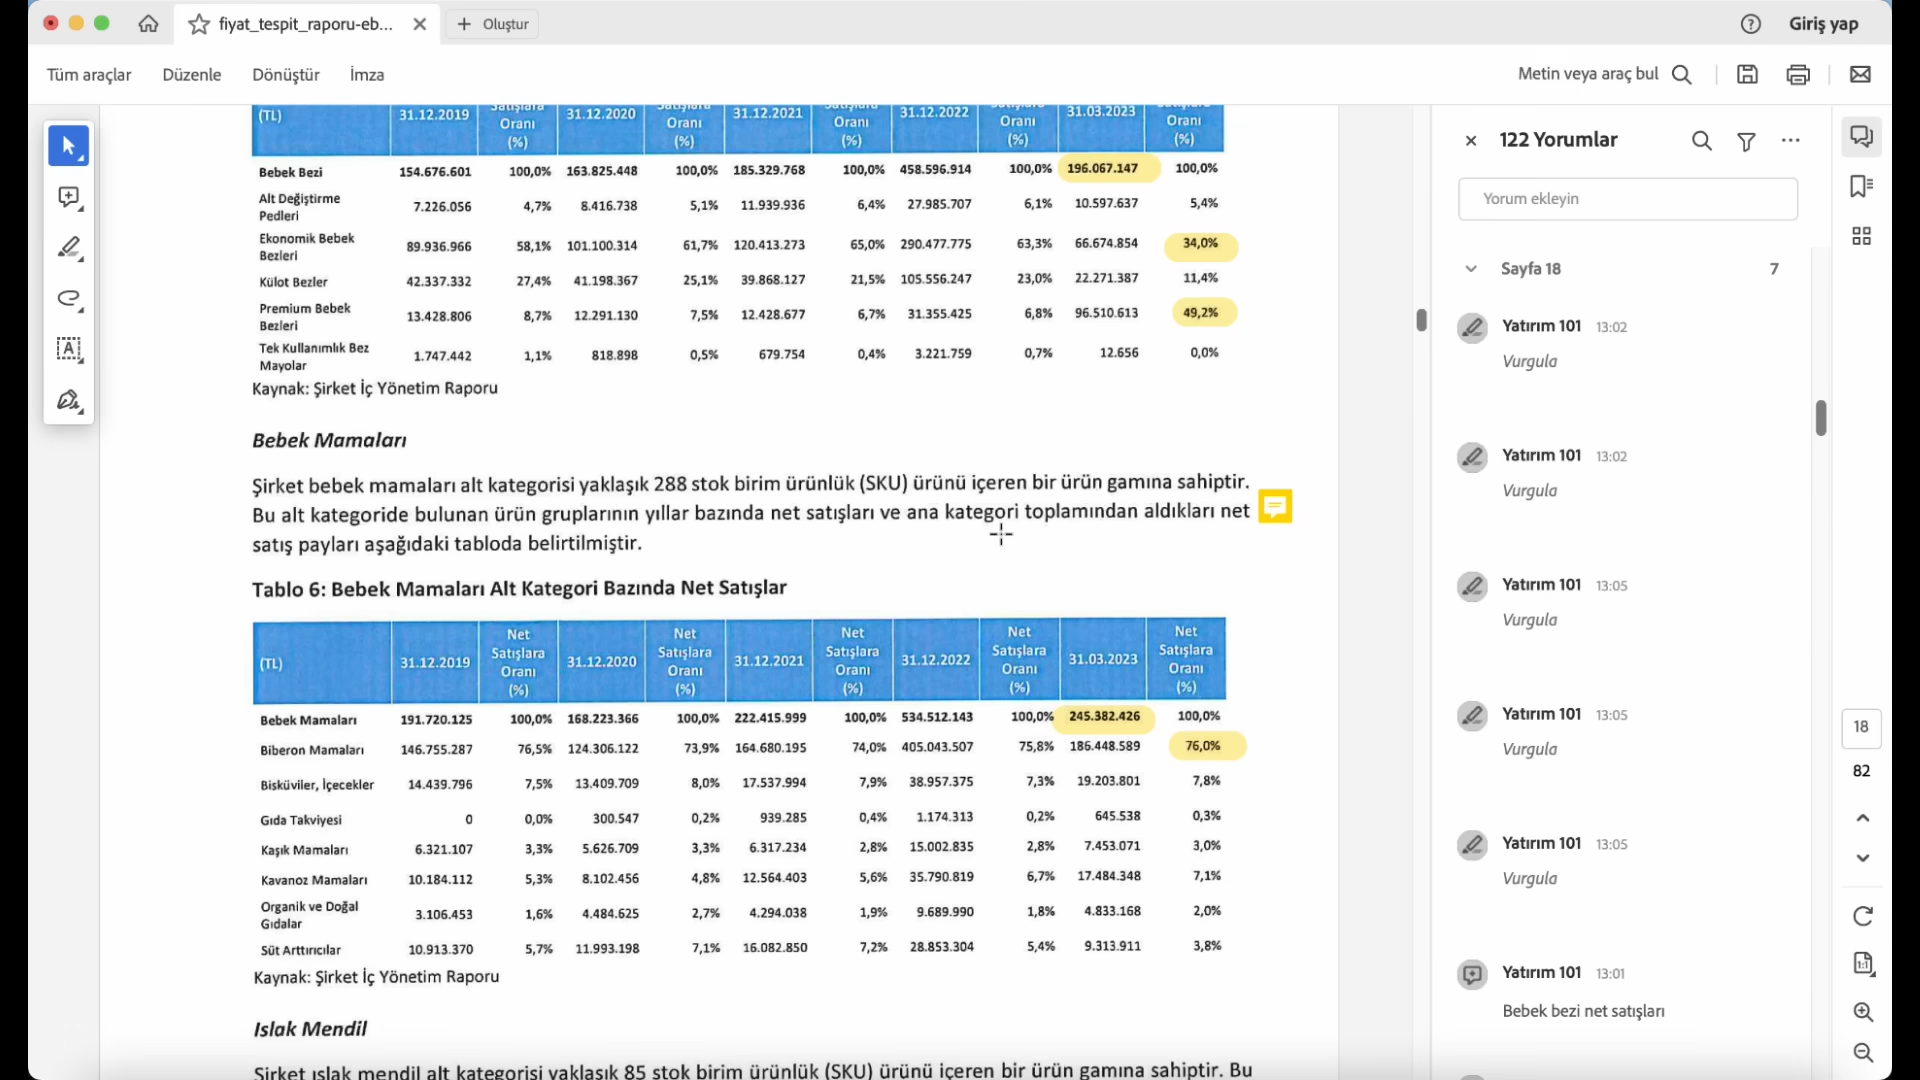 fiyat_tespit_raporu-eb...
Oluştur
Giriş yap
Tüm araçlar Düzenle Dönüştür İmza
Metin veya araç bul
(TL) 31.12.2019 Satışlara Oranı (%) 31.12.2020 Satışlara Oranı (%) 31.12.2021 Satışlara Oranı (%) 31.12.2022 Satışlara Oranı (%) 31.03.2023 Satışlara Oranı (%)
Bebek Bezi 154.676.601 100,0% 163.825.448 100,0% 185.329.768 100,0% 458.596.914 100,0% 196.067.147 100,0%
Alt Değiştirme Pedleri 7.226.056 4,7% 8.416.738 5,1% 11.939.936 6,4% 27.985.707 6,1% 10.597.637 5,4%
Ekonomik Bebek Bezleri 89.936.966 58,1% 101.100.314 61,7% 120.413.273 65,0% 290.477.775 63,3% 66.674.854 34,0%
Külot Bezler 42.337.332 27,4% 41.198.367 25,1% 39.868.127 21,5% 105.556.247 23,0% 22.271.387 11,4%
Premium Bebek Bezleri 13.428.806 8,7% 12.291.130 7,5% 12.428.677 6,7% 31.355.425 6,8% 96.510.613 49,2%
Tek Kullanımlık Bez Mayolar 1.747.442 1,1% 818.898 0,5% 679.754 0,4% 3.221.759 0,7% 12.656 0,0%
Kaynak: Şirket İç Yönetim Raporu
Bebek Mamaları
Şirket bebek mamaları alt kategorisi yaklaşık 288 stok birim ürünlük (SKU) ürünü içeren bir ürün gamına sahiptir.
Bu alt kategoride bulunan ürün gruplarının yıllar bazında net satışları ve ana kategori toplamından aldıkları net
satış payları aşağıdaki tabloda belirtilmiştir.
Tablo 6: Bebek Mamaları Alt Kategori Bazında Net Satışlar
(TL) 31.12.2019 Net Satışlara Oranı (%) 31.12.2020 Net Satışlara Oranı (%) 31.12.2021 Net Satışlara Oranı (%) 31.12.2022 Net Satışlara Oranı (%) 31.03.2023 Net Satışlara Oranı (%)
Bebek Mamaları 191.720.125 100,0% 168.223.366 100,0% 222.415.999 100,0% 534.512.143 100,0% 245.382.426 100,0%
Biberon Mamaları 146.755.287 76,5% 124.306.122 73,9% 164.680.195 74,0% 405.043.507 75,8% 186.448.589 76,0%
Bisküviler, İçecekler 14.439.796 7,5% 13.409.709 8,0% 17.537.994 7,9% 38.957.375 7,3% 19.203.801 7,8%
Gıda Takviyesi 0 0,0% 300.547 0,2% 939.285 0,4% 1.174.313 0,2% 645.538 0,3%
Kaşık Mamaları 6.321.107 3,3% 5.626.709 3,3% 6.317.234 2,8% 15.002.835 2,8% 7.453.071 3,0%
Kavanoz Mamaları 10.184.112 5,3% 8.102.456 4,8% 12.564.403 5,6% 35.790.819 6,7% 17.484.348 7,1%
Organik ve Doğal Gıdalar 3.106.453 1,6% 4.484.625 2,7% 4.294.038 1,9% 9.689.990 1,8% 4.833.168 2,0%
Süt Arttırıcılar 10.913.370 5,7% 11.993.198 7,1% 16.082.850 7,2% 28.853.304 5,4% 9.313.911 3,8%
Kaynak: Şirket İç Yönetim Raporu
Islak Mendil
Şirket ıslak mendil alt kategorisi yaklaşık 85 stok birim ürünlük (SKU) ürünü içeren bir ürün gamına sahiptir. Bu
122 Yorumlar
Yorum ekleyin
Sayfa 18 7
Yatırım 101 13:02
Vurgula
Yatırım 101 13:02
Vurgula
Yatırım 101 13:05
Vurgula
Yatırım 101 13:05
Vurgula
Yatırım 101 13:05
Vurgula
Yatırım 101 13:01
Bebek bezi net satışları
18
82
1:1